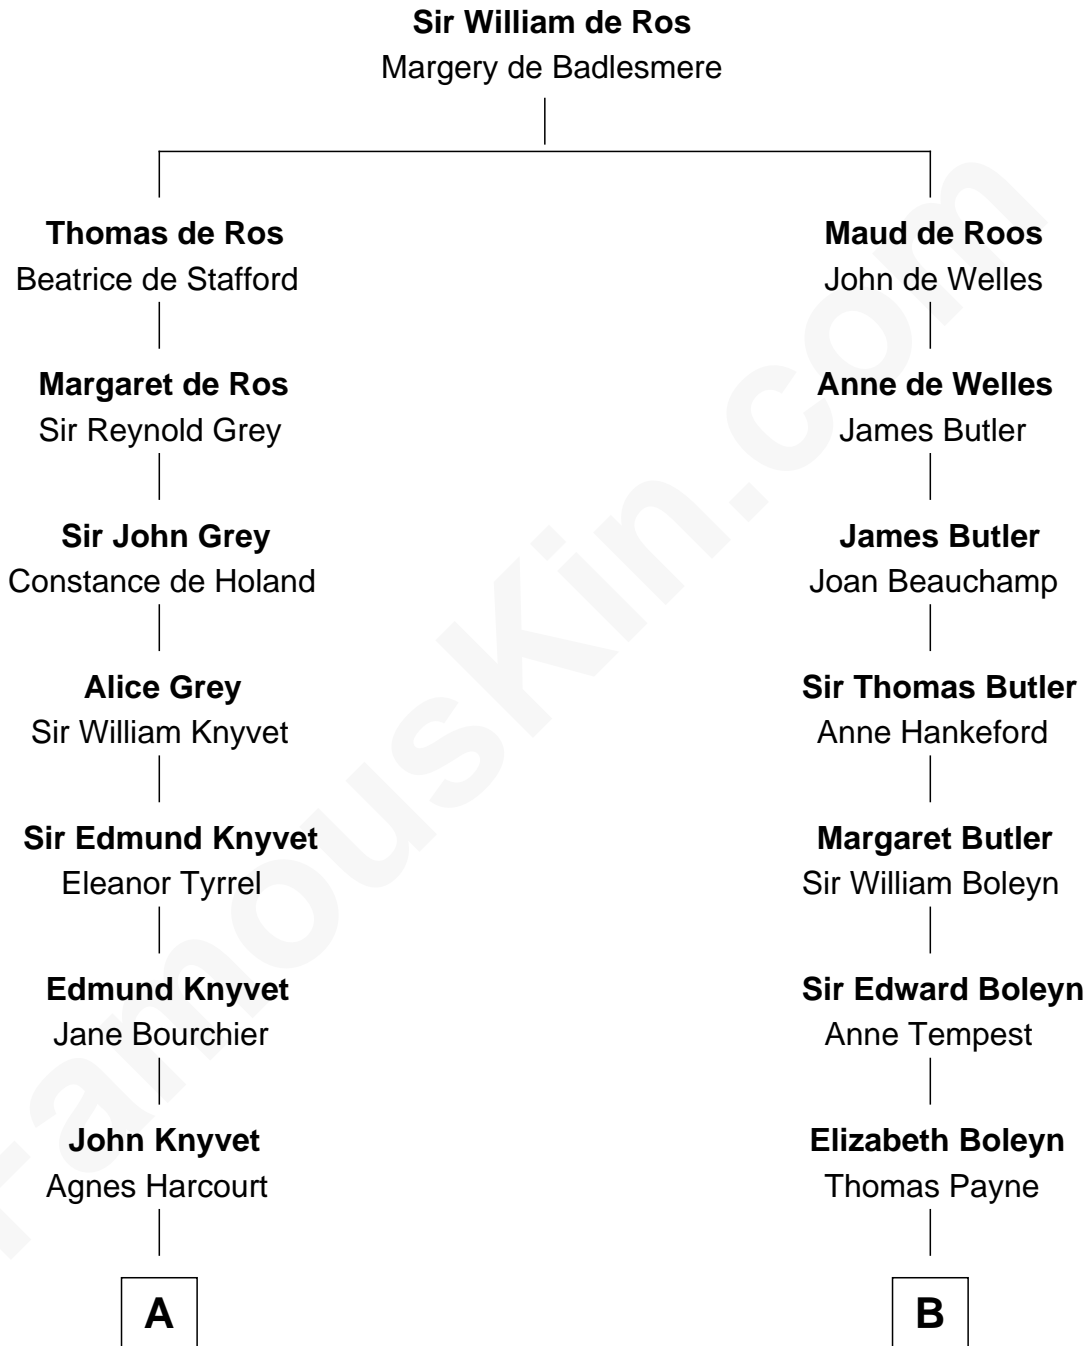 Sir William de Ros
Margery de Badlesmere
Thomas de Ros
Beatrice de Stafford
Maud de Roos
John de Welles
Margaret de Ros
Sir Reynold Grey
Anne de Welles
James Butler
Sir John Grey
Constance de Holand
James Butler
Joan Beauchamp
Alice Grey
Sir William Knyvet
Sir Thomas Butler
Anne Hankeford
Sir Edmund Knyvet
Eleanor Tyrrel
Margaret Butler
Sir William Boleyn
Edmund Knyvet
Jane Bourchier
Sir Edward Boleyn
Anne Tempest
John Knyvet
Agnes Harcourt
Elizabeth Boleyn
Thomas Payne
A
B
FamousKin.com